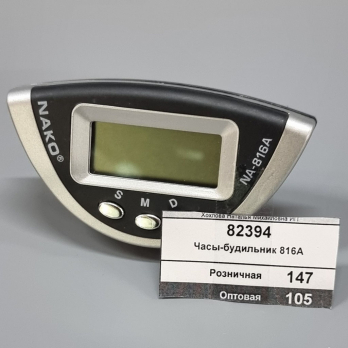 NAKO®
NA-816A
S M D
82394
Часы-будильник 816А
Розничная 147
Оптовая 105